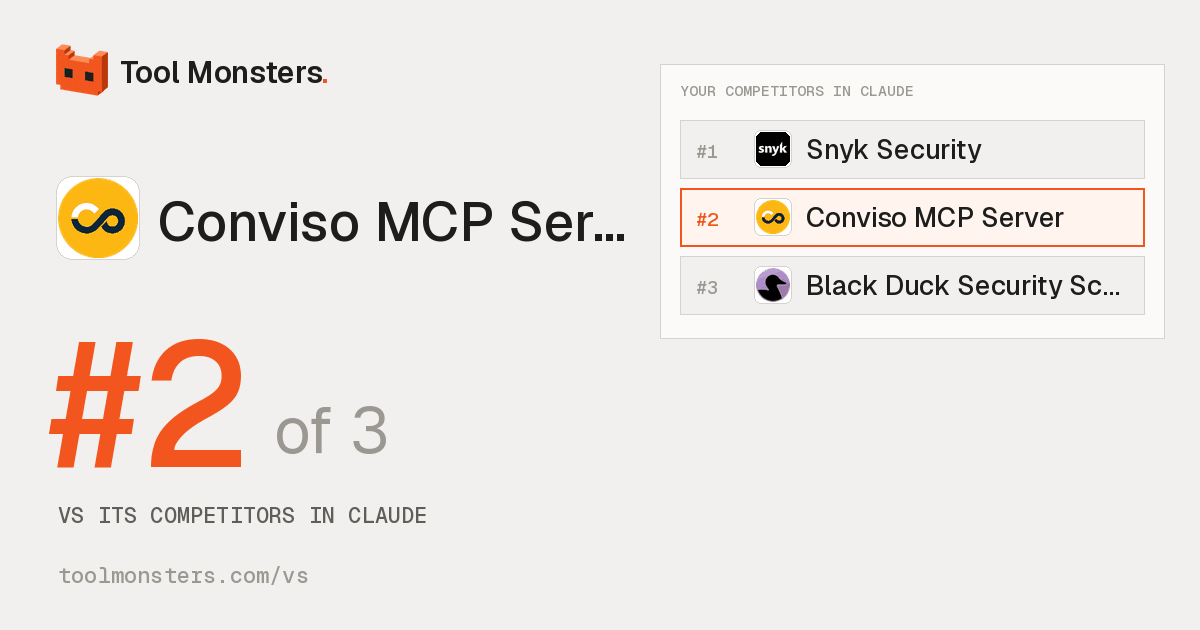 Tool Monsters.
Conviso MCP Ser...
#2 of 3
VS ITS COMPETITORS IN CLAUDE
toolmonsters.com/vs
YOUR COMPETITORS IN CLAUDE
#1 snyk Snyk Security
#2 Conviso MCP Server
#3 Black Duck Security Sc...